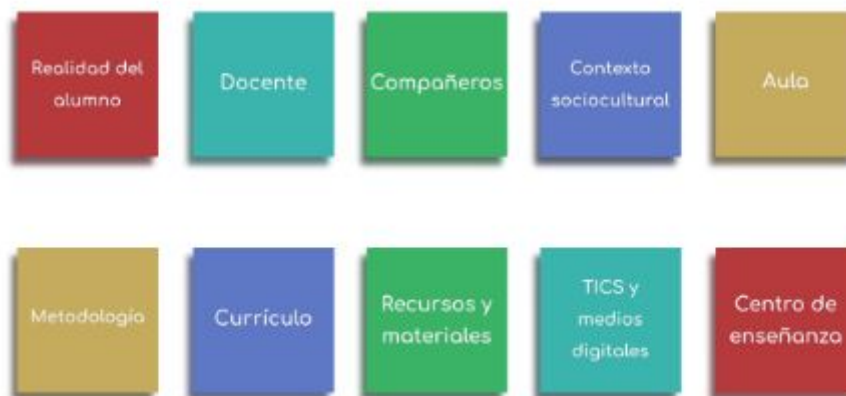 Realidad del
alumno
Docente
Compañeros
Contexto
sociocultural
Aula
Metodología
Currículo
Recursos y
materiales
TICS y
medios
digitales
Centro de
enseñanza